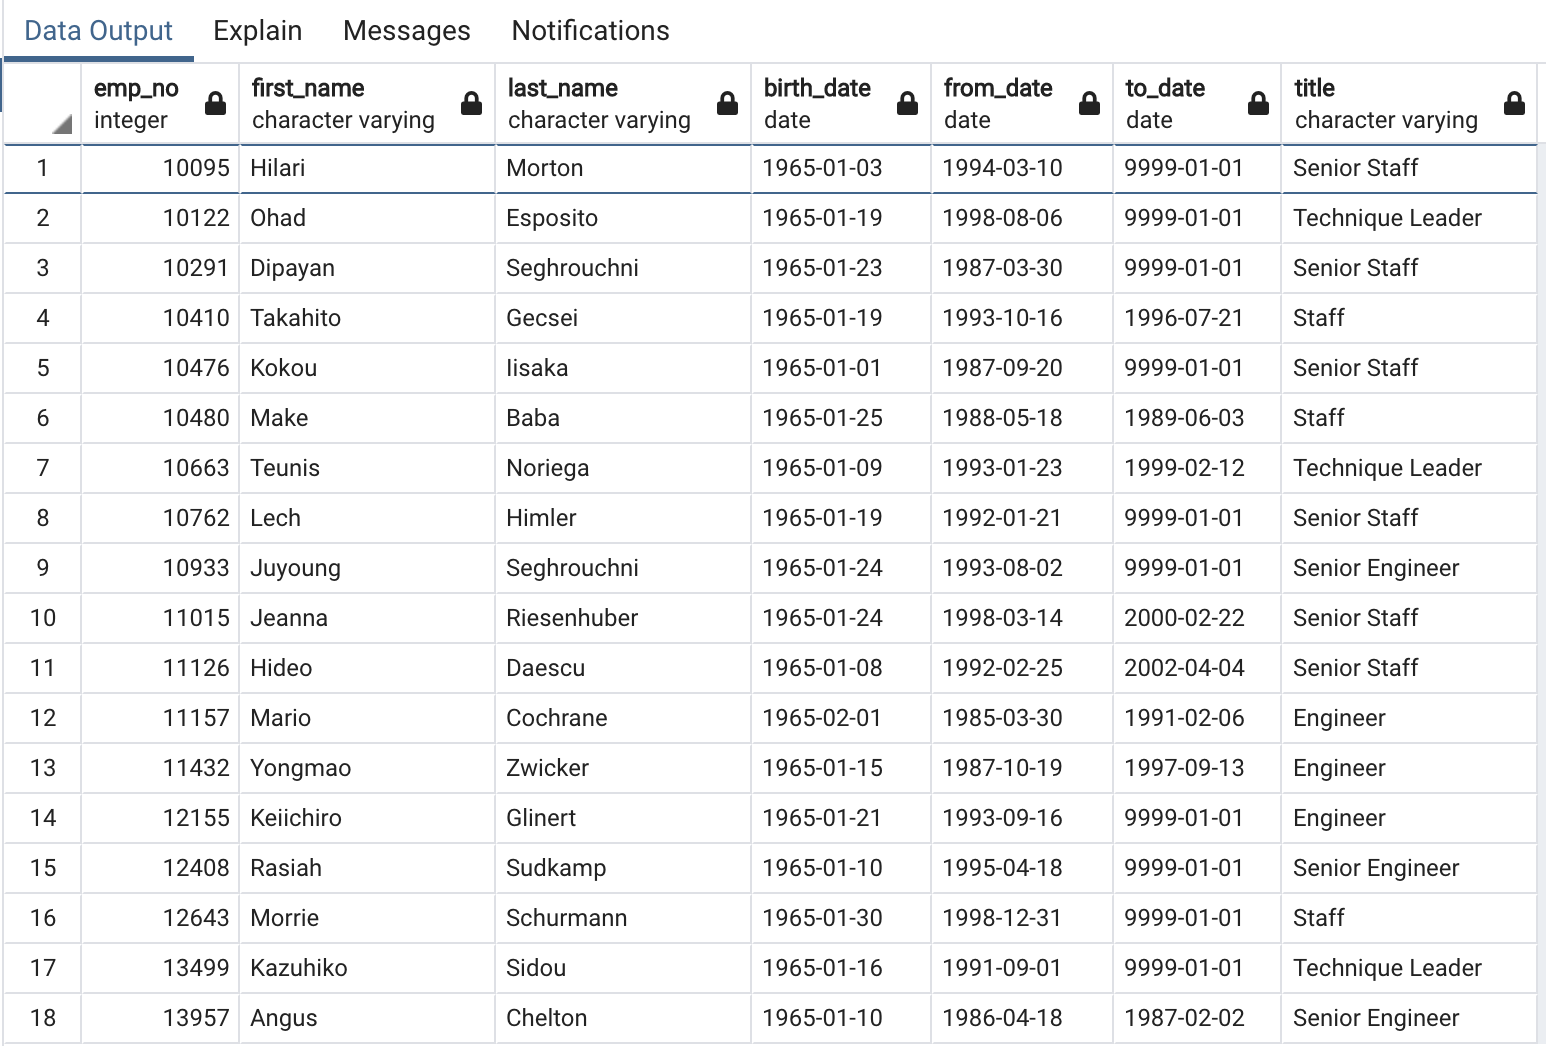 Data Output Explain Messages Notifications
emp_no first_name last_name birth_date from_date to_date title
integer character varying character varying date date date character varying
1 10095 Hilari Morton 1965-01-03 1994-03-10 9999-01-01 Senior Staff
2 10122 Ohad Esposito 1965-01-19 1998-08-06 9999-01-01 Technique Leader
3 10291 Dipayan Seghrouchni 1965-01-23 1987-03-30 9999-01-01 Senior Staff
4 10410 Takahito Gecsei 1965-01-19 1993-10-16 1996-07-21 Staff
5 10476 Kokou Iisaka 1965-01-01 1987-09-20 9999-01-01 Senior Staff
6 10480 Make Baba 1965-01-25 1988-05-18 1989-06-03 Staff
7 10663 Teunis Noriega 1965-01-09 1993-01-23 1999-02-12 Technique Leader
8 10762 Lech Himler 1965-01-19 1992-01-21 9999-01-01 Senior Staff
9 10933 Juyoung Seghrouchni 1965-01-24 1993-08-02 9999-01-01 Senior Engineer
10 11015 Jeanna Riesenhuber 1965-01-24 1998-03-14 2000-02-22 Senior Staff
11 11126 Hideo Daescu 1965-01-08 1992-02-25 2002-04-04 Senior Staff
12 11157 Mario Cochrane 1965-02-01 1985-03-30 1991-02-06 Engineer
13 11432 Yongmao Zwicker 1965-01-15 1987-10-19 1997-09-13 Engineer
14 12155 Keiichiro Glinert 1965-01-21 1993-09-16 9999-01-01 Engineer
15 12408 Rasiah Sudkamp 1965-01-10 1995-04-18 9999-01-01 Senior Engineer
16 12643 Morrie Schurmann 1965-01-30 1998-12-31 9999-01-01 Staff
17 13499 Kazuhiko Sidou 1965-01-16 1991-09-01 9999-01-01 Technique Leader
18 13957 Angus Chelton 1965-01-10 1986-04-18 1987-02-02 Senior Engineer